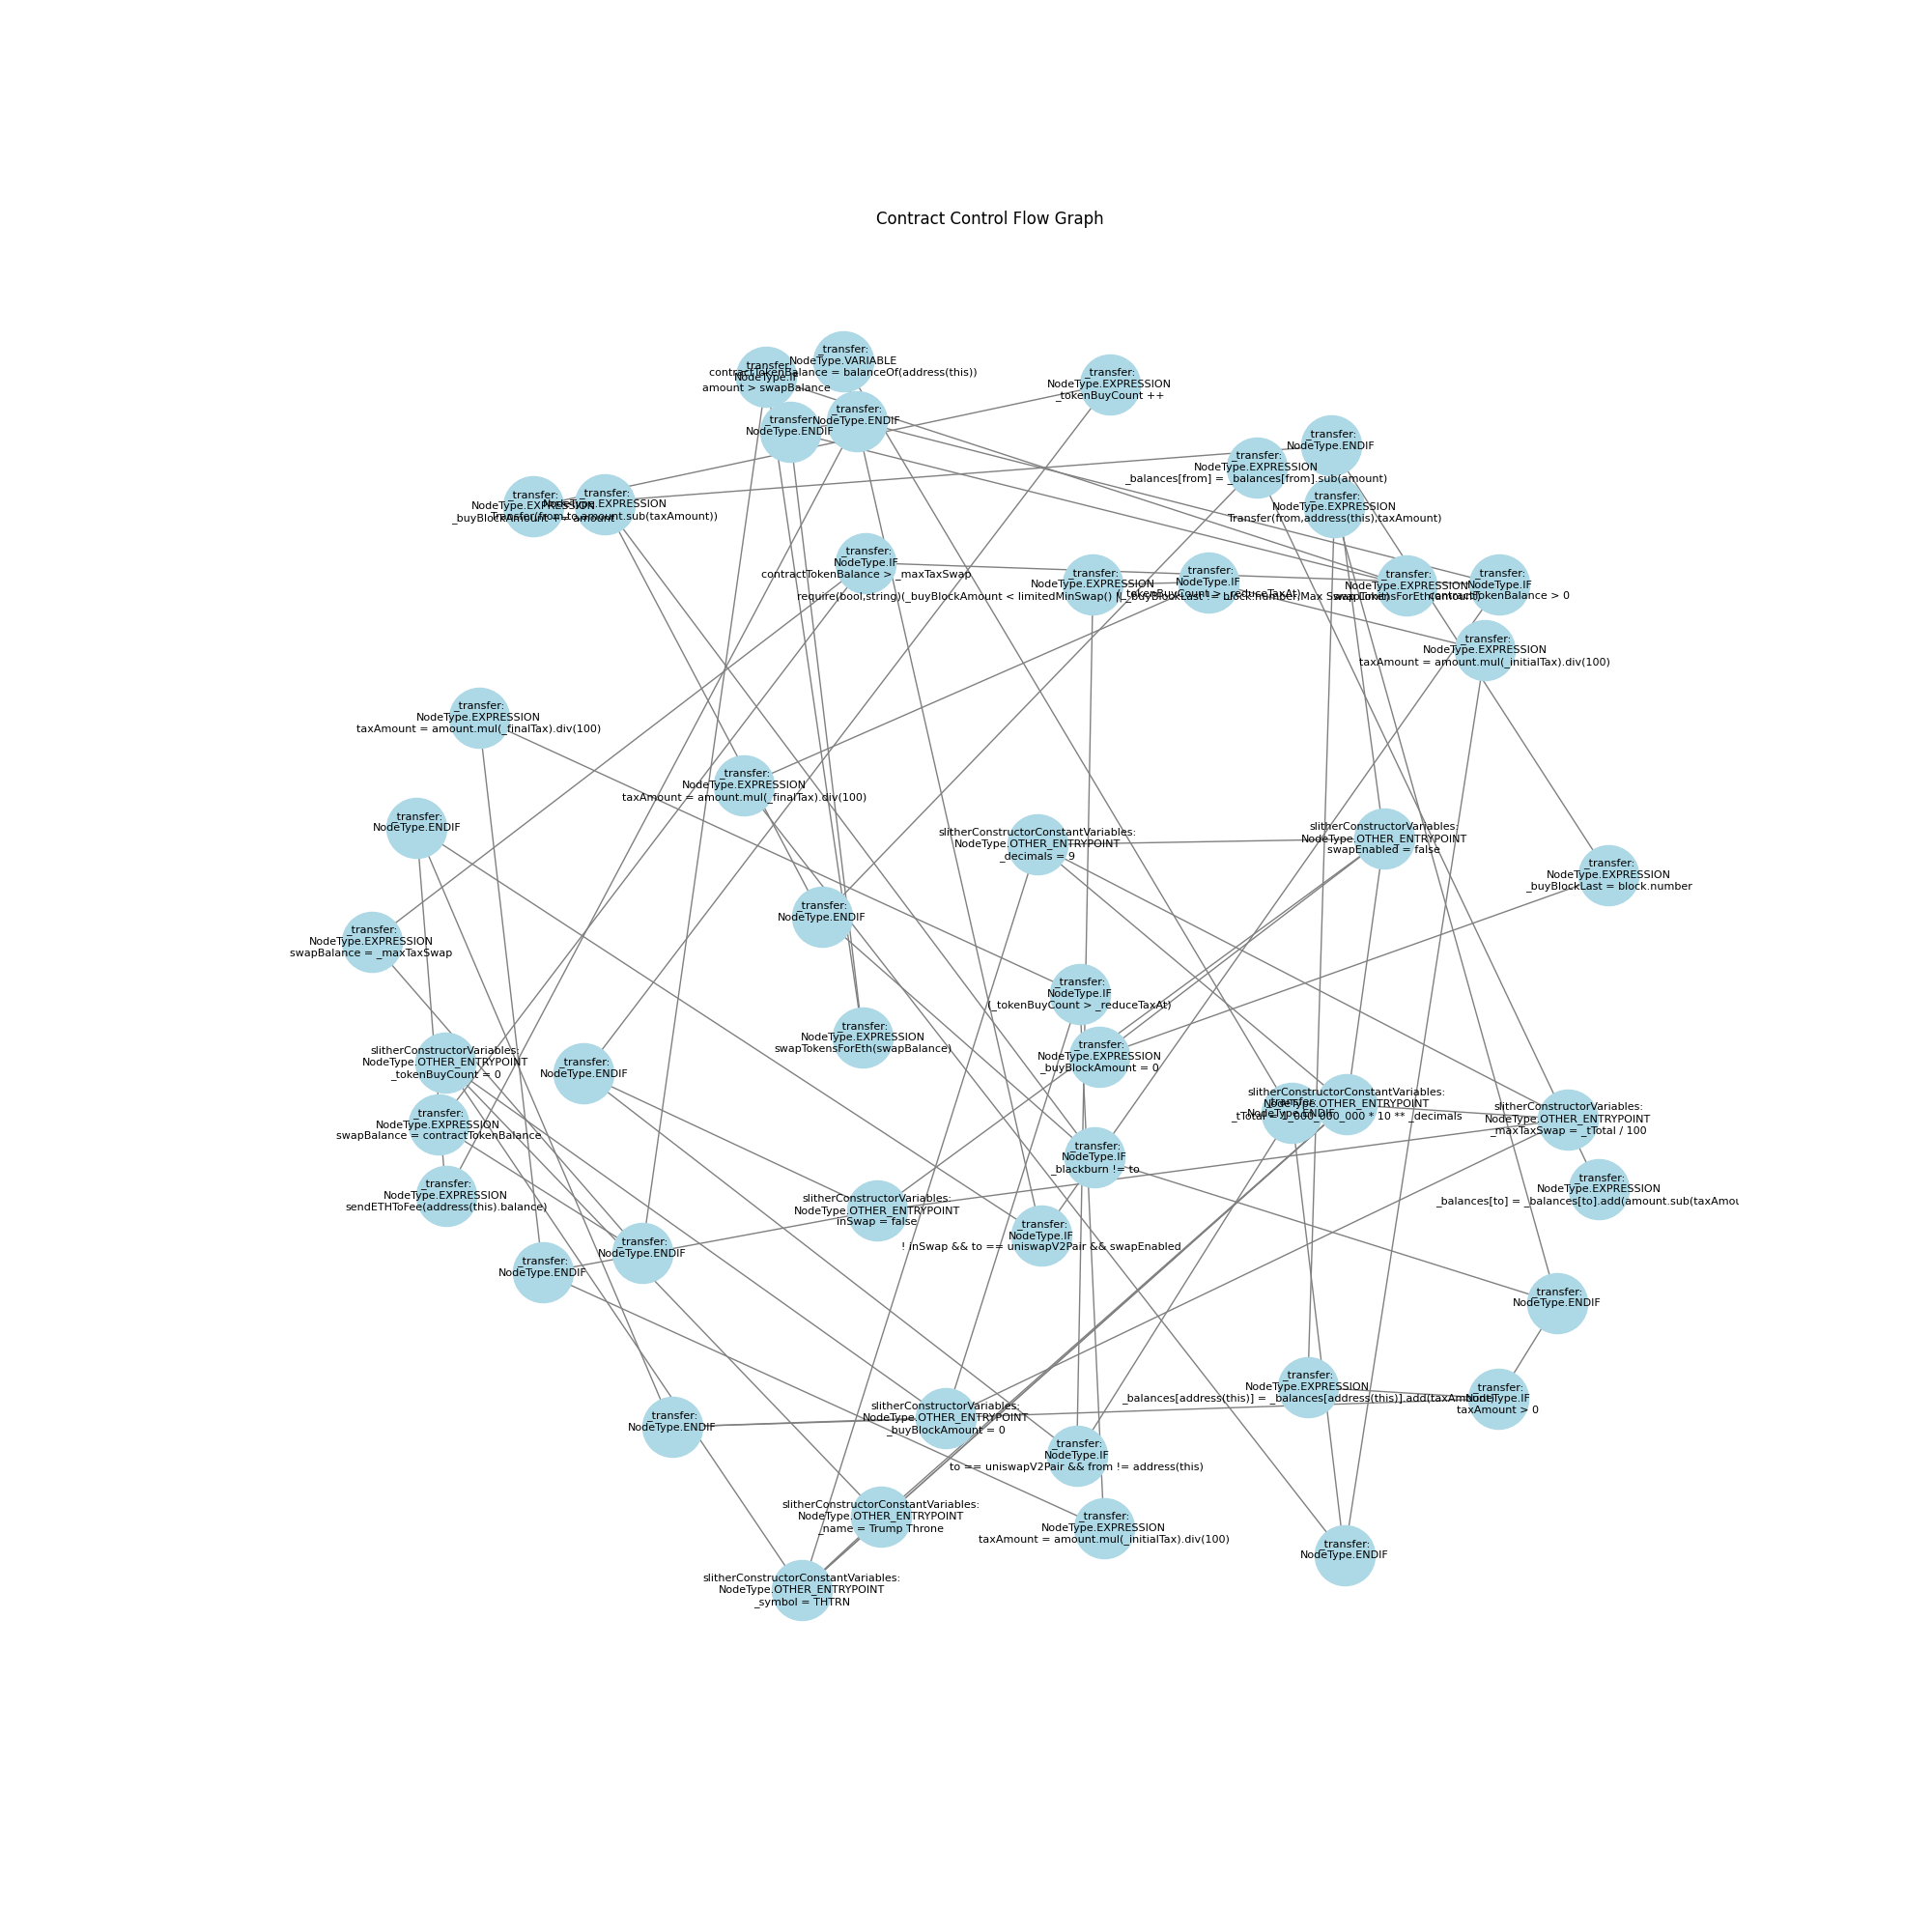 Contract Control Flow Graph
_transfer:
NodeType.VARIABLE
contractTokenBalance = balanceOf(address(this))
_transfer:
NodeType.IF
amount > swapBalance
_transfer:
NodeType.EXPRESSION
_tokenBuyCount ++
_transfer:
NodeType.ENDIF
_transfer:
NodeType.ENDIF
_transfer:
NodeType.ENDIF
_transfer:
NodeType.EXPRESSION
_balances[from] = _balances[from].sub(amount)
_transfer:
NodeType.EXPRESSION
_buyBlockAmount += amount
_transfer:
NodeType.EXPRESSION
Transfer(from,to,amount.sub(taxAmount))
_transfer:
NodeType.EXPRESSION
Transfer(from,address(this),taxAmount)
_transfer:
NodeType.IF
contractTokenBalance > _maxTaxSwap
_transfer:
NodeType.EXPRESSION
require(bool,string)(_buyBlockAmount < limitedMinSwap() || _buyBlockLast != block.number,Max Swap Limit)
_transfer:
NodeType.IF
(_tokenBuyCount > _reduceTaxAt)
_transfer:
NodeType.EXPRESSION
swapTokensForEth(amount)
_transfer:
NodeType.IF
contractTokenBalance > 0
_transfer:
NodeType.EXPRESSION
taxAmount = amount.mul(_initialTax).div(100)
_transfer:
NodeType.EXPRESSION
taxAmount = amount.mul(_finalTax).div(100)
_transfer:
NodeType.EXPRESSION
taxAmount = amount.mul(_finalTax).div(100)
_transfer:
NodeType.ENDIF
slitherConstructorConstantVariables:
NodeType.OTHER_ENTRYPOINT
_decimals = 9
slitherConstructorVariables:
NodeType.OTHER_ENTRYPOINT
swapEnabled = false
_transfer:
NodeType.EXPRESSION
_buyBlockLast = block.number
_transfer:
NodeType.ENDIF
_transfer:
NodeType.EXPRESSION
swapBalance = _maxTaxSwap
_transfer:
NodeType.IF
(_tokenBuyCount > _reduceTaxAt)
_transfer:
NodeType.EXPRESSION
swapTokensForEth(swapBalance)
_transfer:
NodeType.EXPRESSION
_buyBlockAmount = 0
slitherConstructorVariables:
NodeType.OTHER_ENTRYPOINT
_tokenBuyCount = 0
_transfer:
NodeType.ENDIF
slitherConstructorConstantVariables:
NodeType.OTHER_ENTRYPOINT
_tTotal = 1_000_000_000 * 10 ** _decimals
_transfer:
NodeType.ENDIF
slitherConstructorVariables:
NodeType.OTHER_ENTRYPOINT
_maxTaxSwap = _tTotal / 100
_transfer:
NodeType.EXPRESSION
swapBalance = contractTokenBalance
_transfer:
NodeType.IF
_blackburn != to
_transfer:
NodeType.EXPRESSION
_balances[to] = _balances[to].add(amount.sub(taxAmou
_transfer:
NodeType.EXPRESSION
sendETHToFee(address(this).balance)
slitherConstructorVariables:
NodeType.OTHER_ENTRYPOINT
inSwap = false
_transfer:
NodeType.IF
! inSwap && to == uniswapV2Pair && swapEnabled
_transfer:
NodeType.ENDIF
_transfer:
NodeType.ENDIF
_transfer:
NodeType.ENDIF
_transfer:
NodeType.EXPRESSION
_balances[address(this)] = _balances[address(this)].add(taxAmount)
_transfer:
NodeType.IF
taxAmount > 0
slitherConstructorVariables:
NodeType.OTHER_ENTRYPOINT
_buyBlockAmount = 0
_transfer:
NodeType.ENDIF
_transfer:
NodeType.IF
to == uniswapV2Pair && from != address(this)
slitherConstructorConstantVariables:
NodeType.OTHER_ENTRYPOINT
_name = Trump Throne
_transfer:
NodeType.EXPRESSION
taxAmount = amount.mul(_initialTax).div(100)
_transfer:
NodeType.ENDIF
slitherConstructorConstantVariables:
NodeType.OTHER_ENTRYPOINT
_symbol = THTRN